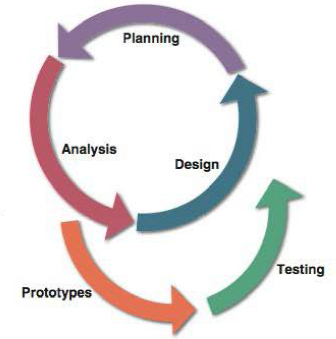 Planning
Analysis
Design
Testing
Prototypes